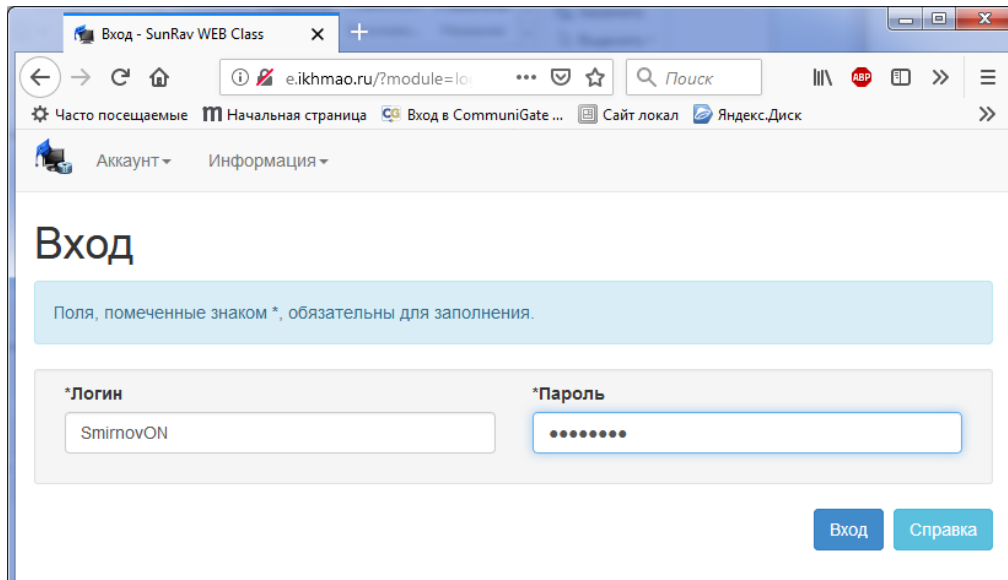 Вход - SunRav WEB Class
e.ikhmao.ru/?module=lo
Поиск
ABP
Часто посещаемые
Начальная страница
CG Вход в CommuniGate ...
Сайт локал
Яндекс.Диск
Аккаунт
Информация
Вход
Поля, помеченные знаком *, обязательны для заполнения.
*Логин
*Пароль
SmirnovON
••••••••
Вход
Справка